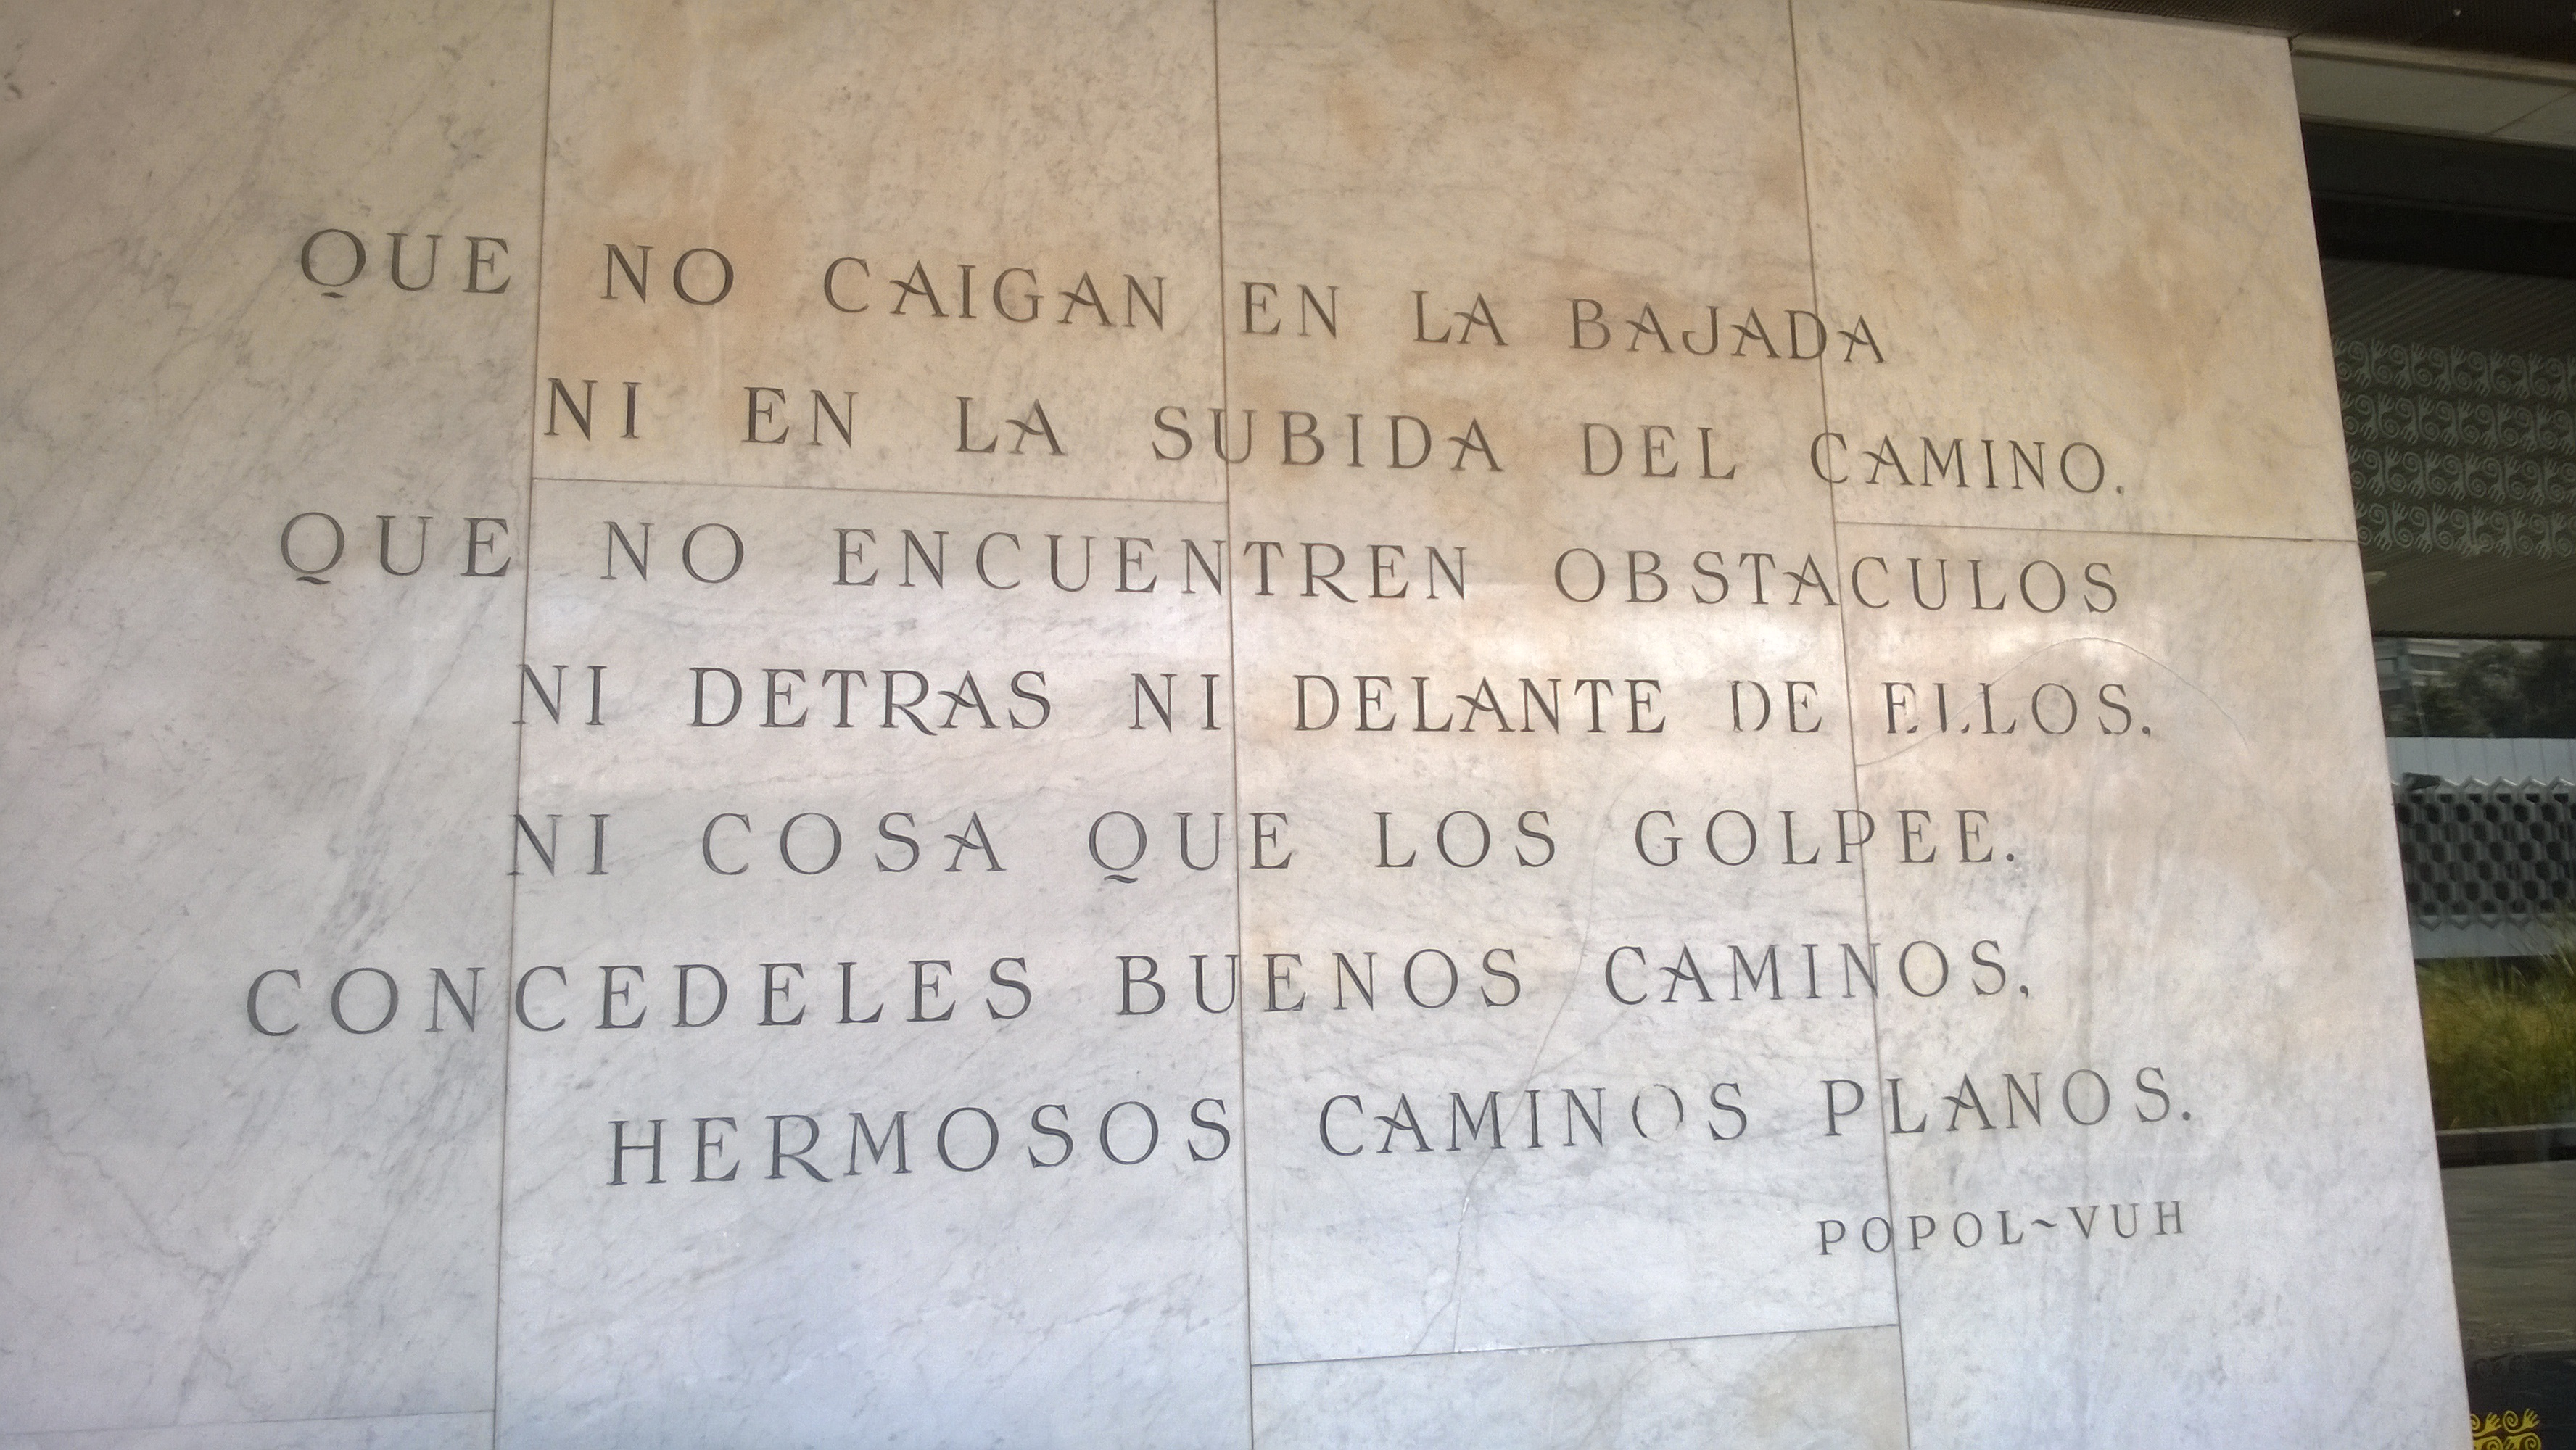 QUE NO CAIGAN EN LA BAJADA
NI EN LA SUBIDA DEL CAMINO.
QUE NO ENCUENTREN OBSTACULOS
NI DETRAS NI DELANTE DE ELLOS.
NI COSA QUE LOS GOLPEE.
CONCEDELES BUENOS CAMINOS,
HERMOSOS CAMINOS PLANOS.
POPOL~VUH